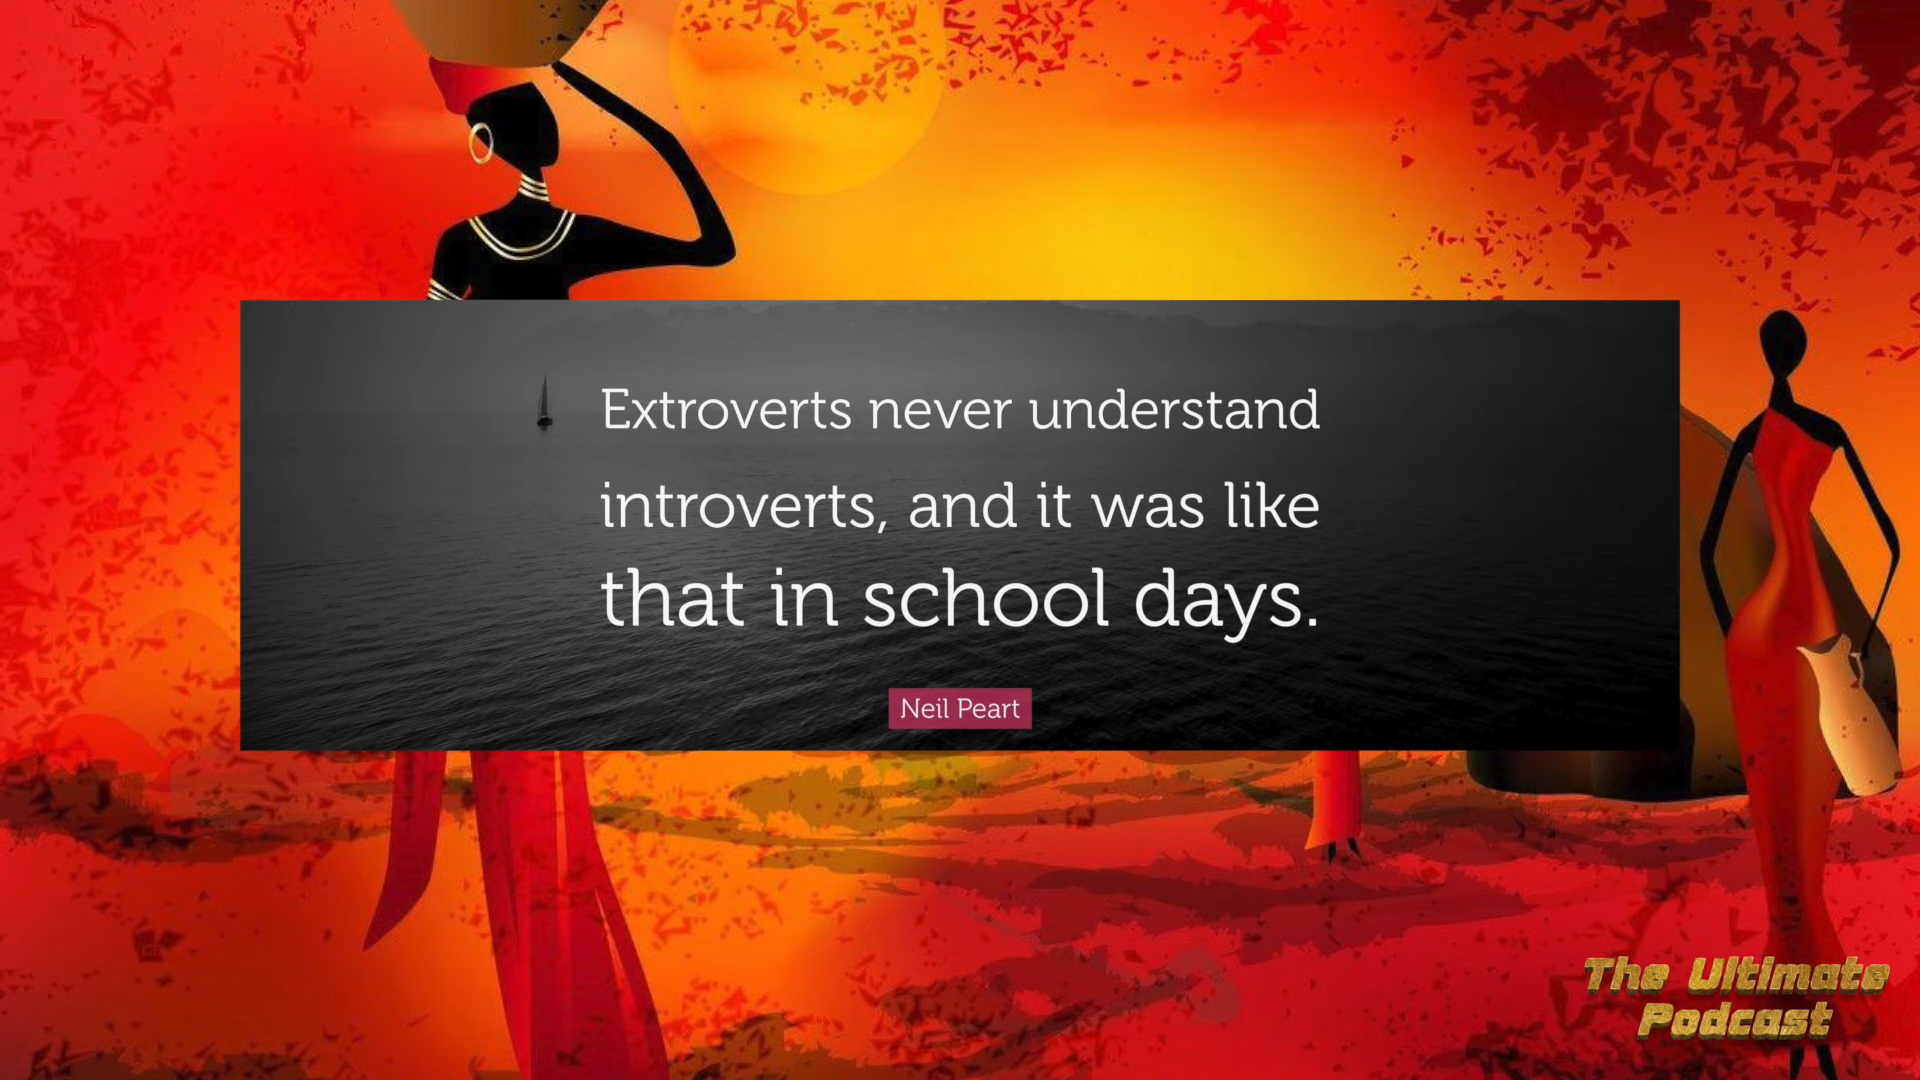 Extroverts never understand
introverts, and it was like
that in school days.
Neil Peart
The Ultimate
Podcast